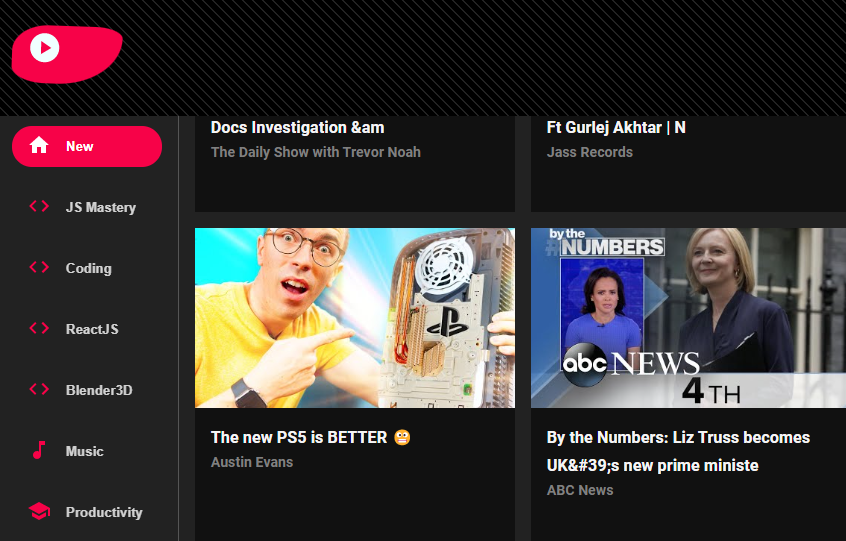 New
JS Mastery
Coding
ReactJS
Blender3D
Music
Productivity
Docs Investigation &am
The Daily Show with Trevor Noah
Ft Gurlej Akhtar | N
Jass Records
The new PS5 is BETTER 😬
Austin Evans
by the
#NUMBERS
abc NEWS
4TH
By the Numbers: Liz Truss becomes
UK&#39;s new prime ministe
ABC News